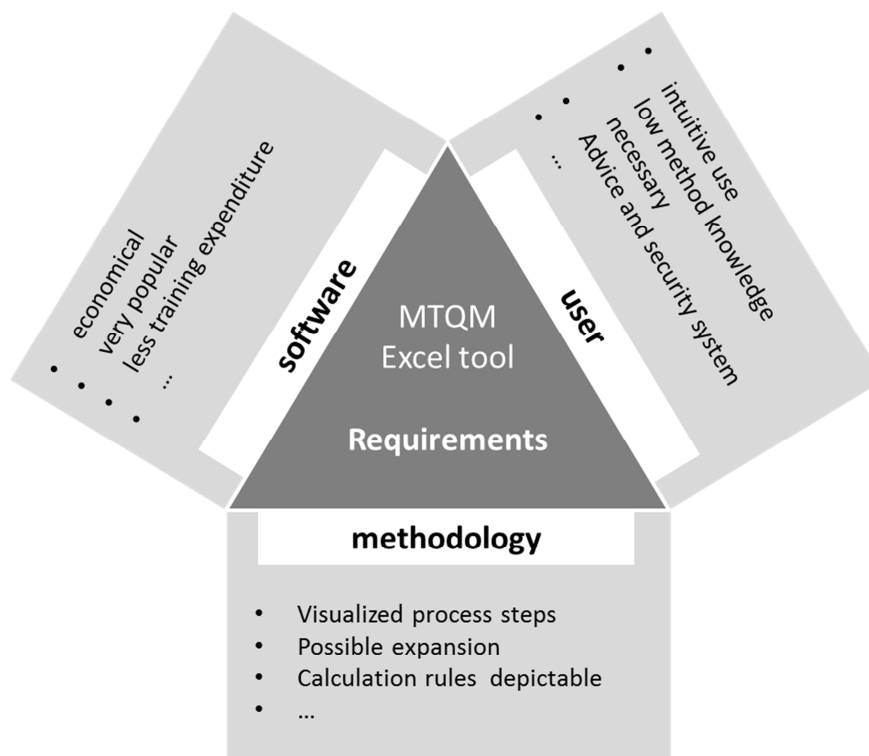 • economical
• very popular
• less training expenditure
• ...
software
• intuitive use
• low method knowledge
necessary
• Advice and security system
• ...
user
MTQM
Excel tool
Requirements
methodology
• Visualized process steps
• Possible expansion
• Calculation rules depictable
• ...